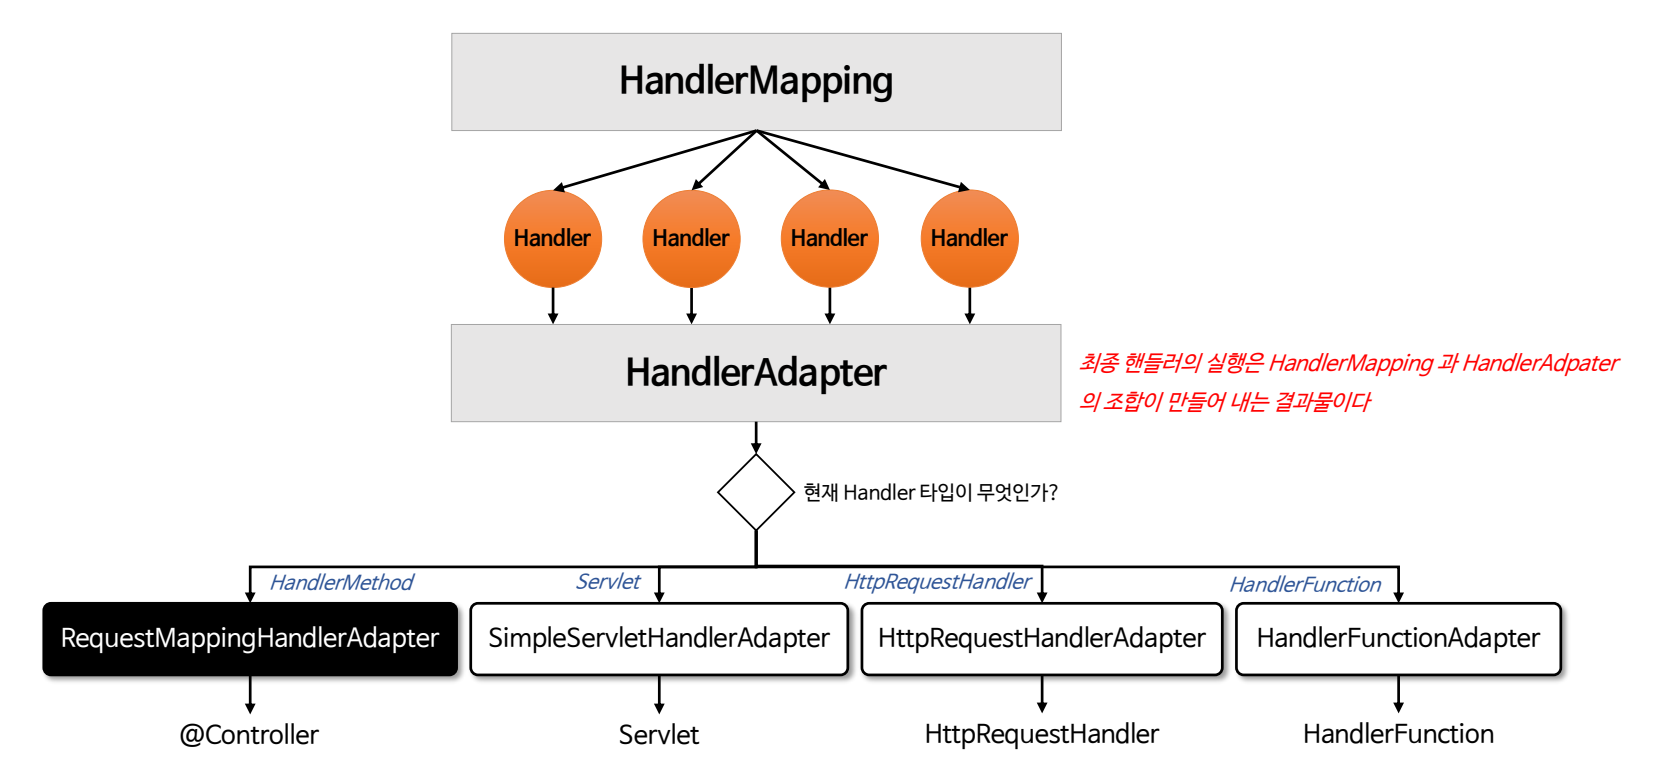 HandlerMapping
Handler
Handler
Handler
Handler
HandlerAdapter
최종 핸들러의 실행은 HandlerMapping 과 HandlerAdpater
의 조합이 만들어 내는 결과물이다
현재 Handler 타입이 무엇인가?
HandlerMethod
Servlet
HttpRequestHandler
HandlerFunction
RequestMappingHandlerAdapter
SimpleServletHandlerAdapter
HttpRequestHandlerAdapter
HandlerFunctionAdapter
@Controller
Servlet
HttpRequestHandler
HandlerFunction